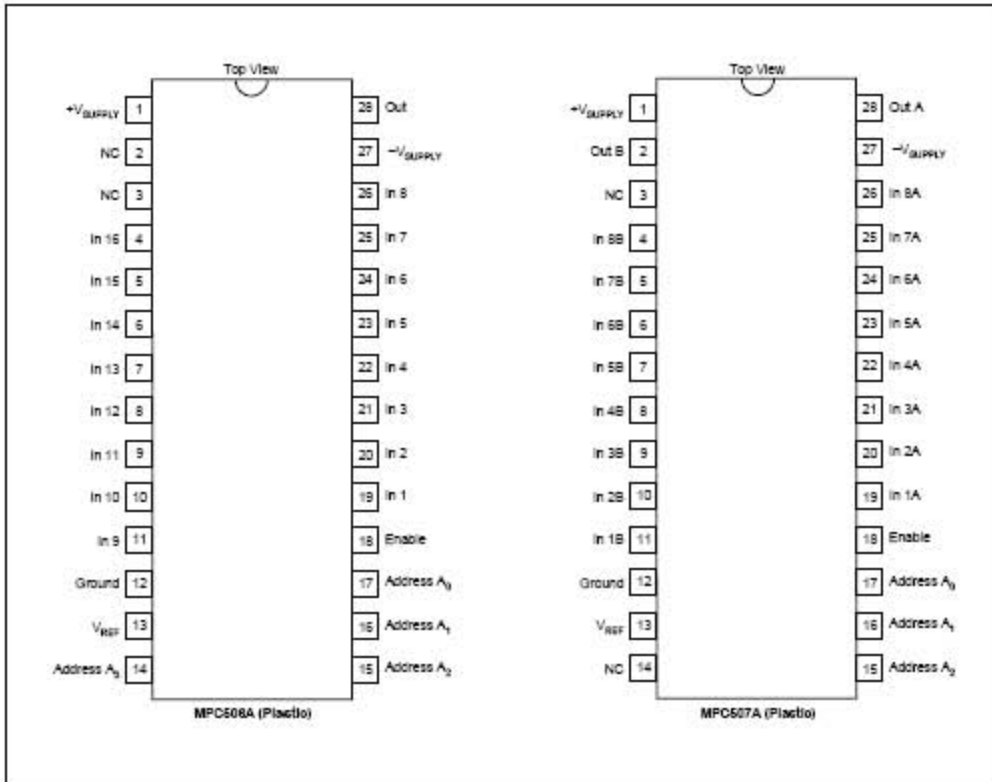 Top View
+VSUPPLY 1
NC 2
NC 3
In 16 4
In 15 5
In 14 6
In 13 7
In 12 8
In 11 9
In 10 10
In 9 11
Ground 12
VREF 13
Address A3 14
28 Out
27 –VSUPPLY
26 In 8
25 In 7
24 In 6
23 In 5
22 In 4
21 In 3
20 In 2
19 In 1
18 Enable
17 Address A0
16 Address A1
15 Address A2
MPC506A (Plastic)
Top View
+VSUPPLY 1
Out B 2
NC 3
In 8B 4
In 7B 5
In 6B 6
In 5B 7
In 4B 8
In 3B 9
In 2B 10
In 1B 11
Ground 12
VREF 13
NC 14
28 Out A
27 –VSUPPLY
26 In 8A
25 In 7A
24 In 6A
23 In 5A
22 In 4A
21 In 3A
20 In 2A
19 In 1A
18 Enable
17 Address A0
16 Address A1
15 Address A2
MPC507A (Plastic)